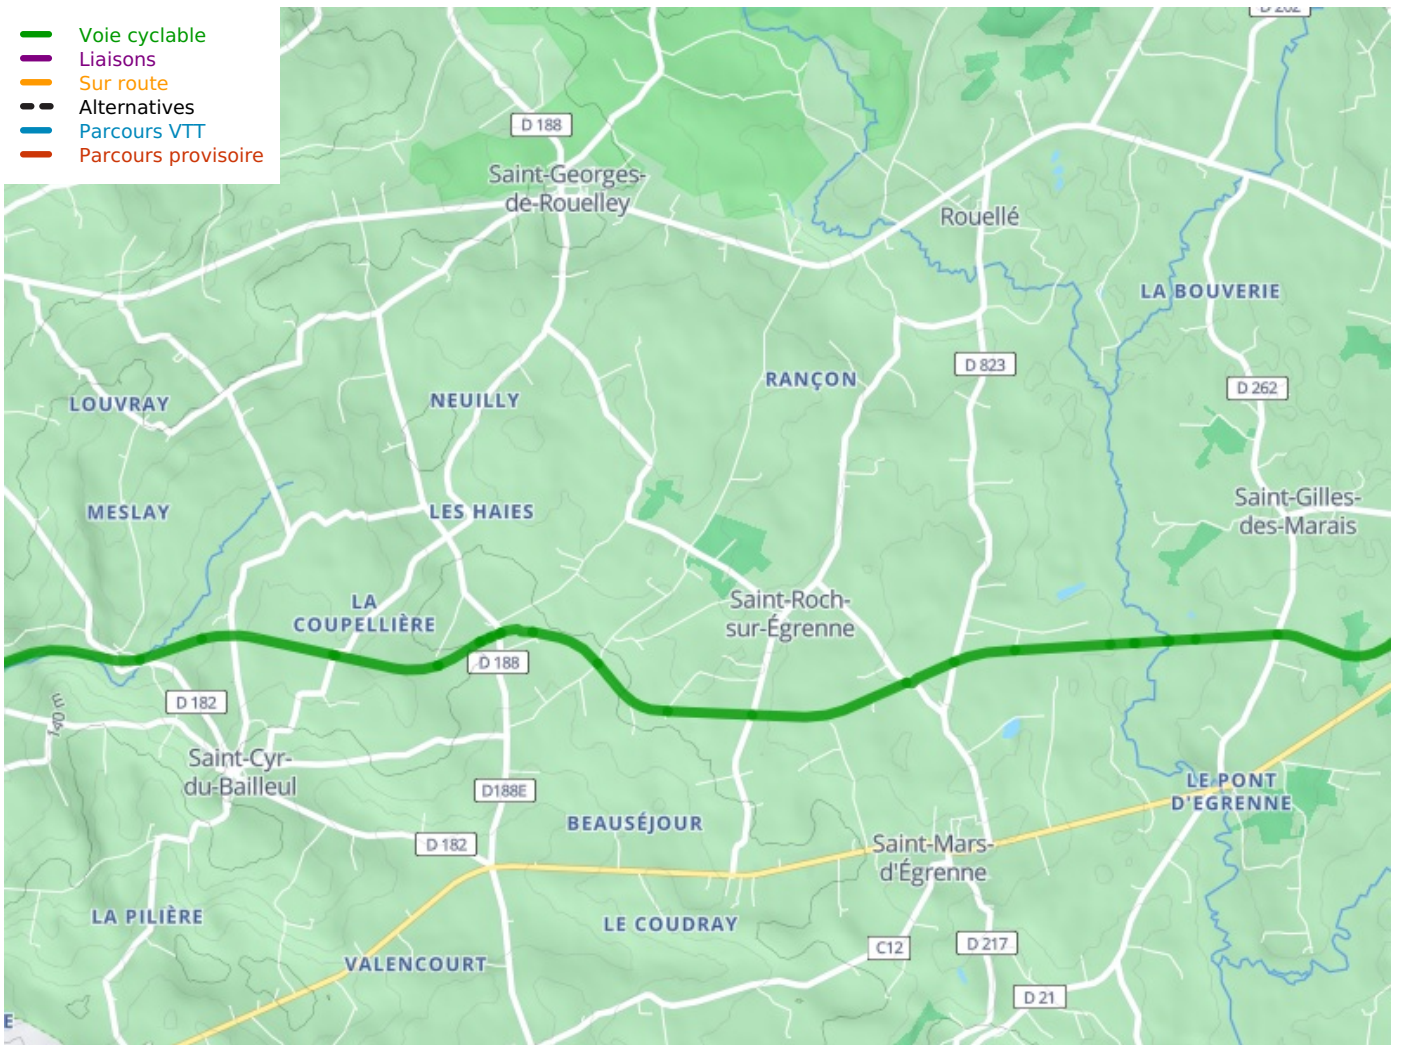 Voie cyclable
Liaisons
Sur route
Alternatives
Parcours VTT
Parcours provisoire
D 262
D 188
Saint-Georges-
de-Rouelley
Rouellé
LA BOUVERIE
D 823
RANÇON
D 262
NEUILLY
LOUVRAY
Saint-Gilles-
des-Marais
MESLAY
LES HAIES
LA
COUPELLIÈRE
Saint-Roch-
sur-Égrenne
D 188
D 182
140 m
Saint-Cyr-
du-Bailleul
D188E
LE PONT
D'EGRENNE
BEAUSÉJOUR
D 182
Saint-Mars-
d'Égrenne
LA PILIÈRE
LE COUDRAY
C12
D 217
VALENCOURT
D 21
E